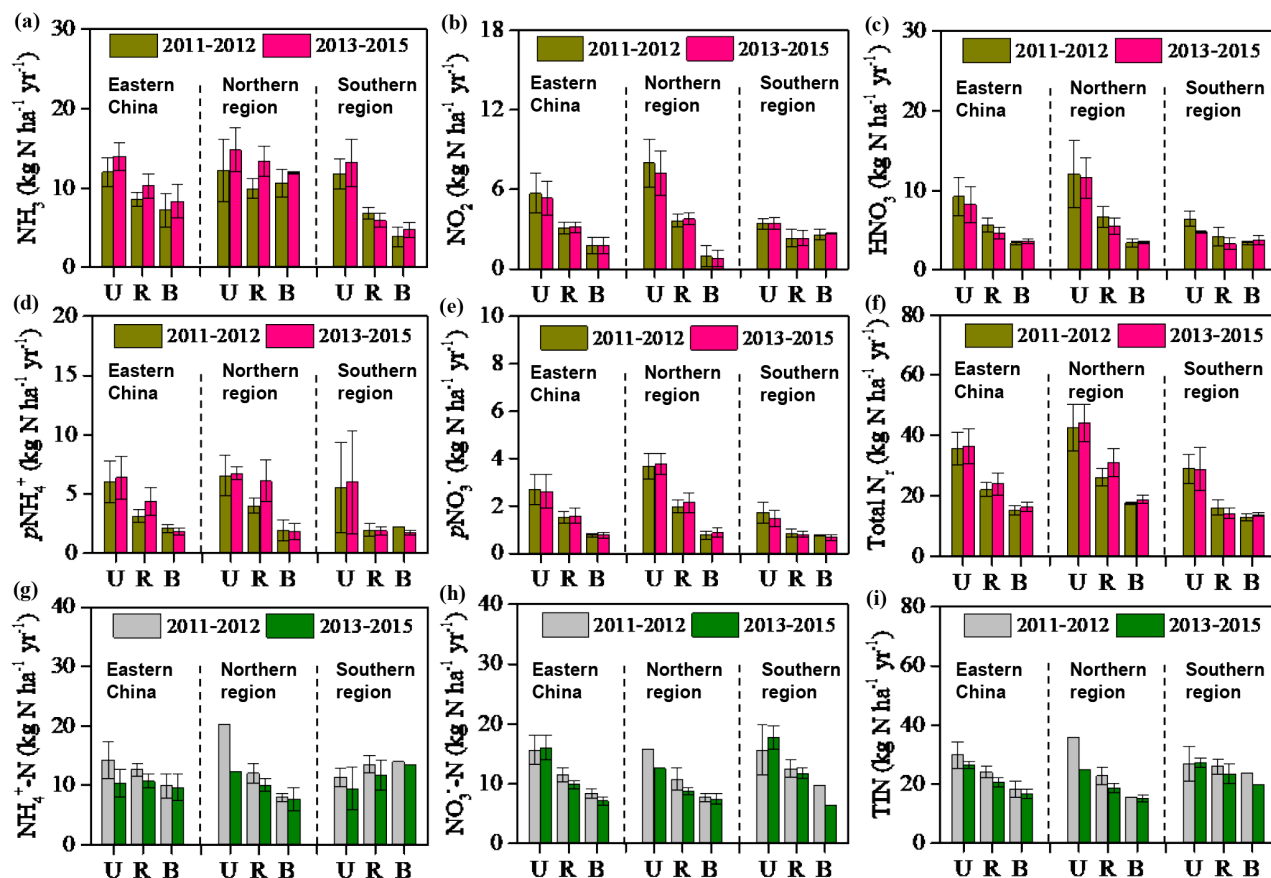 (a)
NH3 (kg N ha-1 yr-1)
30
20
10
0
2011-2012 2013-2015
Eastern China
Northern region
Southern region
U R B U R B U R B
(b)
NO2 (kg N ha-1 yr-1)
18
12
6
0
2011-2012 2013-2015
Eastern China
Northern region
Southern region
U R B U R B U R B
(c)
HNO3 (kg N ha-1 yr-1)
30
20
10
0
2011-2012 2013-2015
Eastern China
Northern region
Southern region
U R B U R B U R B
(d)
pNH4+ (kg N ha-1 yr-1)
20
15
10
5
0
2011-2012 2013-2015
Eastern China
Northern region
Southern region
U R B U R B U R B
(e)
pNO3- (kg N ha-1 yr-1)
10
8
6
4
2
0
2011-2012 2013-2015
Eastern China
Northern region
Southern region
U R B U R B U R B
(f)
Total Nr (kg N ha-1 yr-1)
80
60
40
20
0
2011-2012 2013-2015
Eastern China
Northern region
Southern region
U R B U R B U R B
(g)
NH4+-N (kg N ha-1 yr-1)
40
30
20
10
0
2011-2012 2013-2015
Eastern China
Northern region
Southern region
U R B U R B U R B
(h)
NO3--N (kg N ha-1 yr-1)
40
30
20
10
0
2011-2012 2013-2015
Eastern China
Northern region
Southern region
U R B U R B U R B
(i)
TIN (kg N ha-1 yr-1)
80
60
40
20
0
2011-2012 2013-2015
Eastern China
Northern region
Southern region
U R B U R B U R B